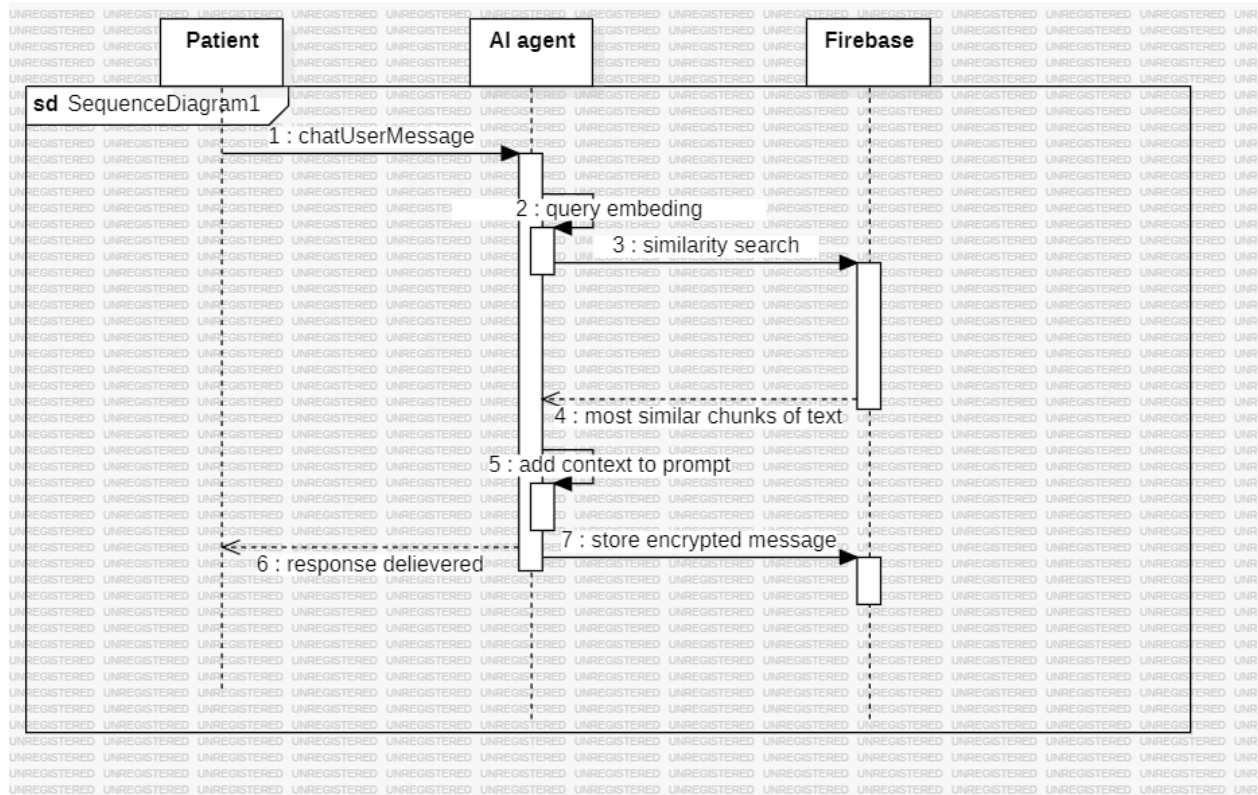 Patient
AI agent
Firebase
sd SequenceDiagram1
1 : chatUserMessage
2 : query embeding
3 : similarity search
4 : most similar chunks of text
5 : add context to prompt
7 : store encrypted message
6 : response delievered
UNREGISTERED